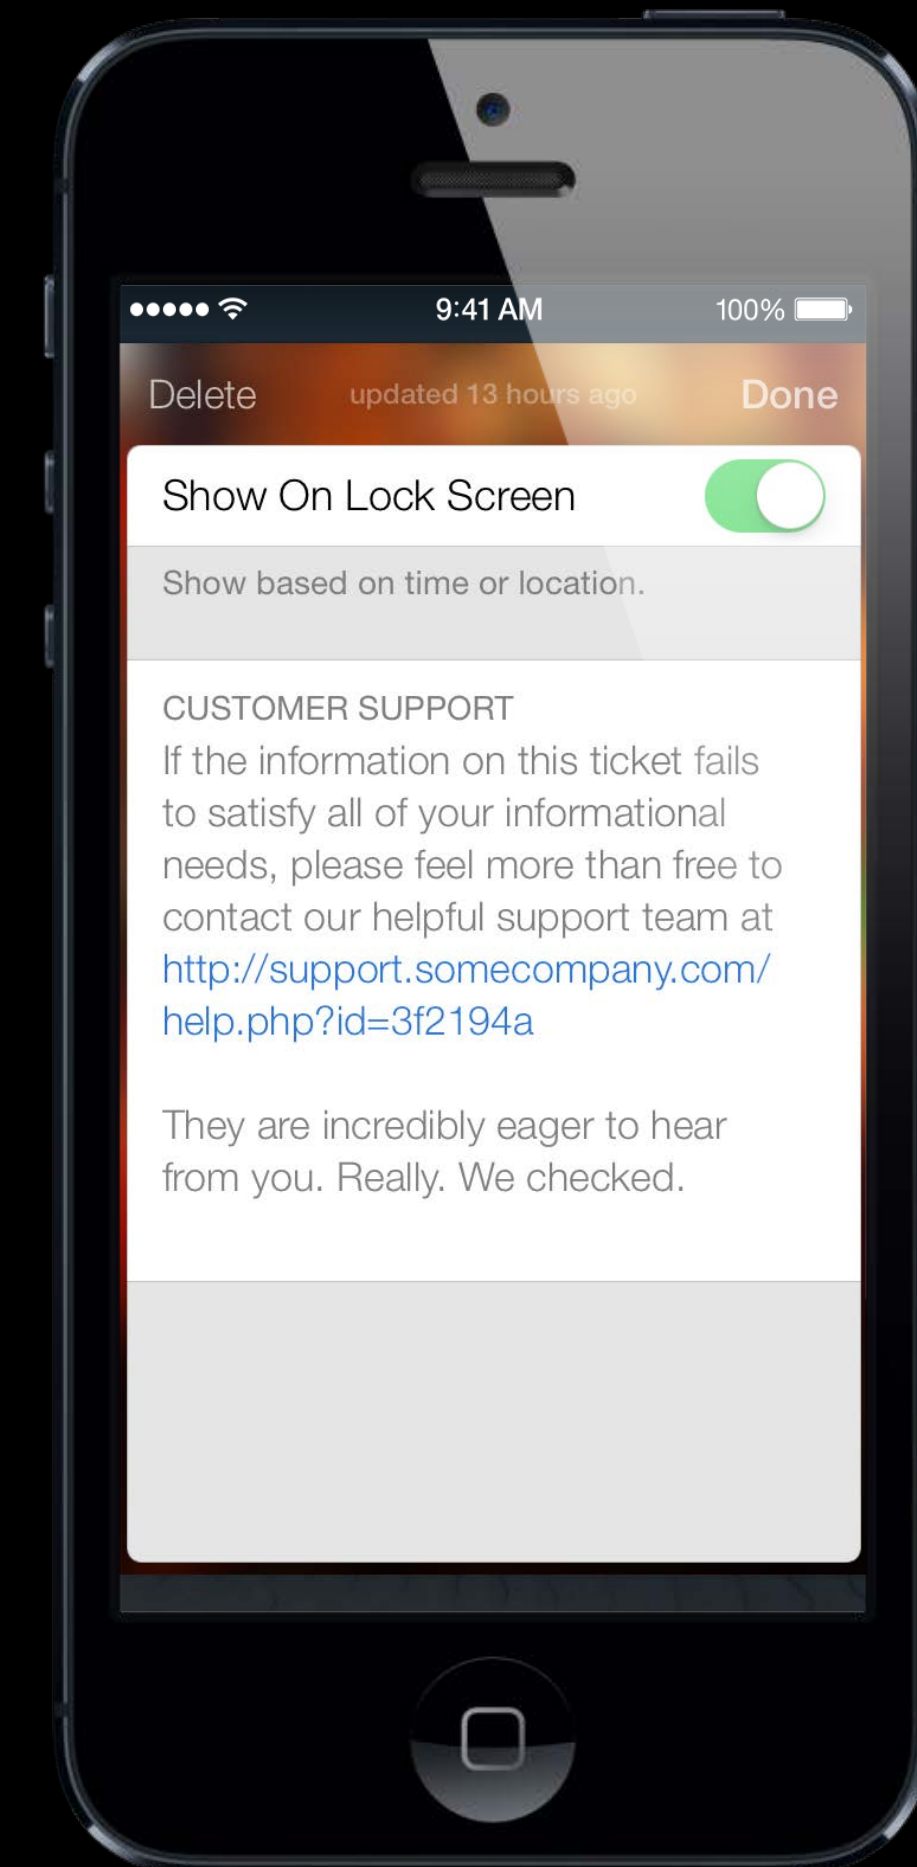 9:41 AM
100%
Delete
updated 13 hours ago
Done
Show On Lock Screen
Show based on time or location.
CUSTOMER SUPPORT
If the information on this ticket fails
to satisfy all of your informational
needs, please feel more than free to
contact our helpful support team at
http://support.somecompany.com/
help.php?id=3f2194a
They are incredibly eager to hear
from you. Really. We checked.